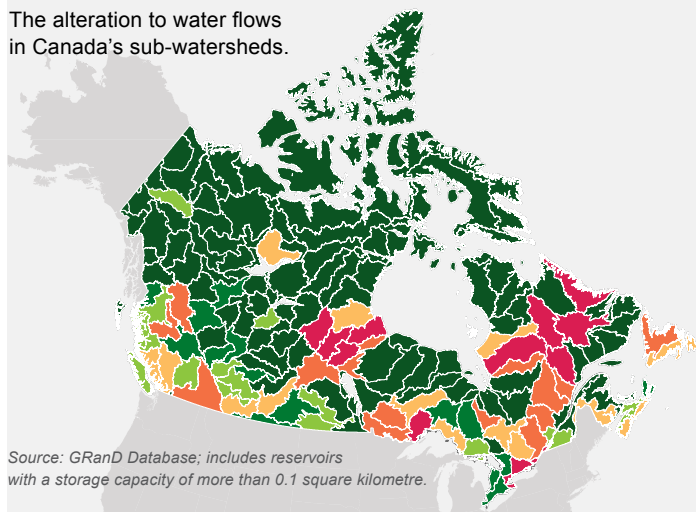 The alteration to water flows
in Canada's sub-watersheds.
Source: GRanD Database; includes reservoirs
with a storage capacity of more than 0.1 square kilometre.